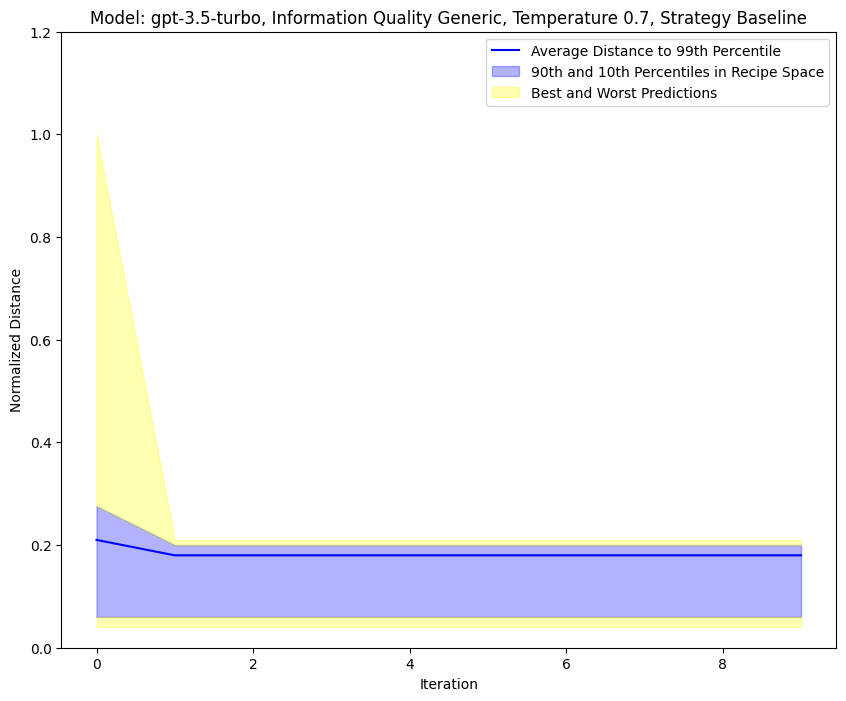 Model: gpt-3.5-turbo, Information Quality Generic, Temperature 0.7, Strategy Baseline
Average Distance to 99th Percentile
90th and 10th Percentiles in Recipe Space
Best and Worst Predictions
1.2
1.0
0.8
0.6
0.4
0.2
0.0
Normalized Distance
0 2 4 6 8
Iteration